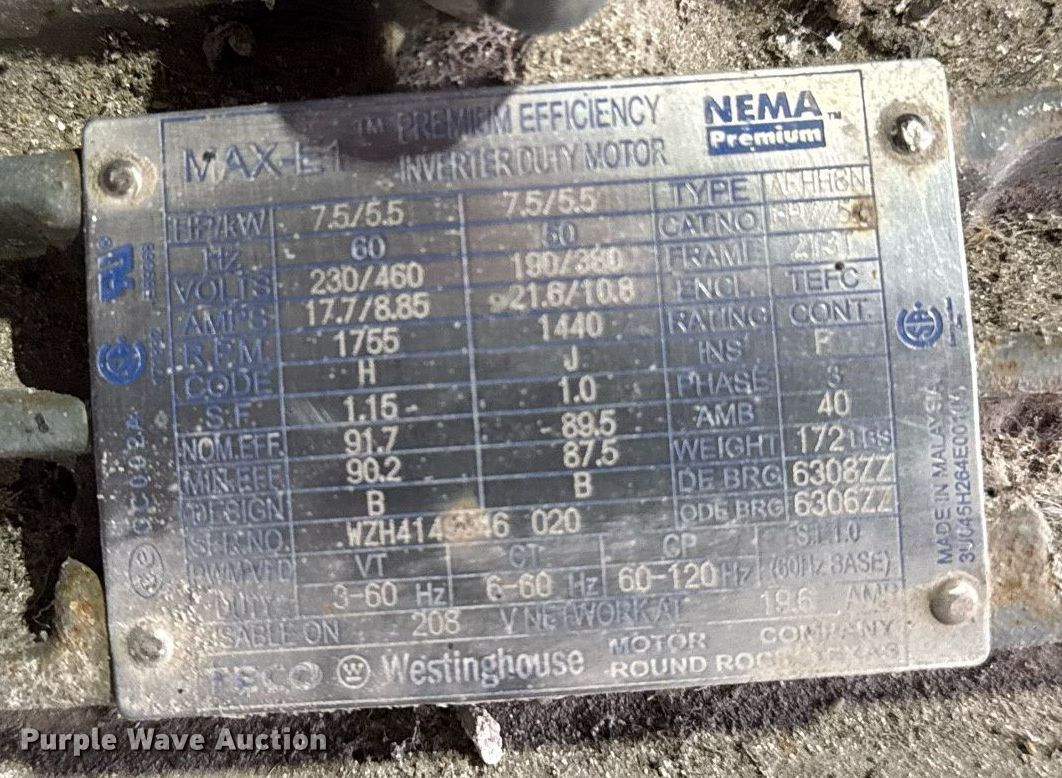 MAX-E1™ PREMIUM EFFICIENCY
INVERTER DUTY MOTOR
NEMA™
Premium
HP/kW 7.5/5.5 7.5/5.5 TYPE
Hz 60 50 CAT.NO
VOLTS 230/460 190/380 FRAME 213T
AMPS 17.7/8.85 21.6/10.8 ENCL. TEFC
R.P.M. 1755 1440 RATING CONT.
CODE H J INS F
S.F. 1.15 1.0 PHASE 3
NOM.EFF. 91.7 89.5 AMB 40
MIN.EFF. 90.2 87.5 WEIGHT 172 LBS
DESIGN B B DE BRG 6308ZZ
SER.NO. 020 ODE BRG 6306ZZ
VT CT CP S.F. 1.0
DUTY 3-60 Hz 6-60 Hz 60-120 Hz (60Hz BASE)
USABLE ON 208 V NETWORK AT 19.6 AMP
TECO Westinghouse MOTOR COMPANY
ROUND ROCK, TEXAS
CC 092A
MADE IN MALAYSIA
Purple Wave Auction